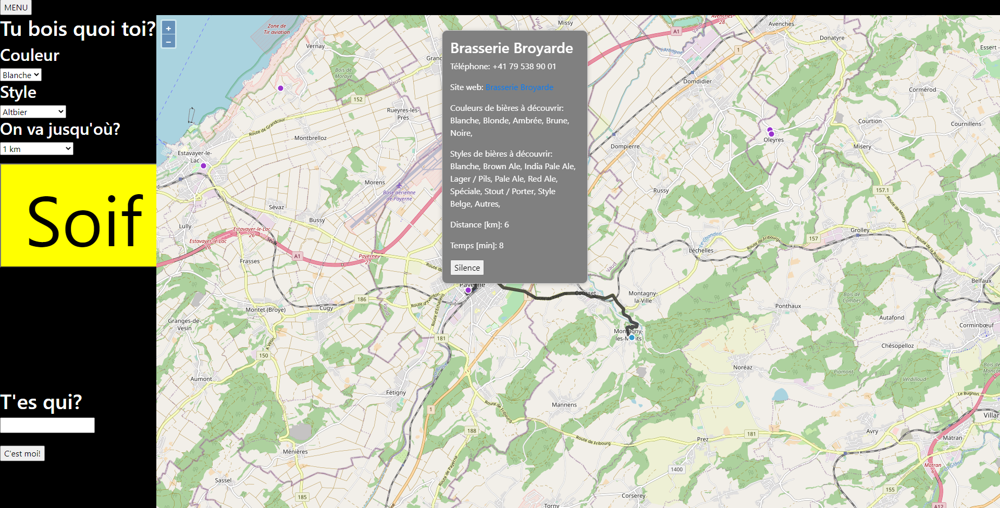 MENU
Tu bois quoi toi?
Couleur
Blanche
Style
Altbier
On va jusqu'où?
1 km
Soif
T'es qui?
C'est moi!
+
−
Brasserie Broyarde
Téléphone: +41 79 538 90 01
Site web: Brasserie Broyarde
Couleurs de bières à découvrir:
Blanche, Blonde, Ambrée, Brune,
Noire,
Styles de bières à découvrir:
Blanche, Brown Ale, India Pale Ale,
Lager / Pils, Pale Ale, Red Ale,
Spéciale, Stout / Porter, Style
Belge, Autres,
Distance [km]: 6
Temps [min]: 8
Silence
Zone de
Tir aviation
Missy
Vaud
Avenches
28
Avenches
A1
Vernay
Donatyre
Essert -
Vaud
L'Arbogne
1
Bois de
Moraye
Vaud
Domdidier
Cormérod
152
Rueyres-les-
Prés
Route de Grandcour
Courtion
Cournillens
Montbrelloz
Oleyres
Dompierre
Misery
Estavayer-le-
Lac
Morens
Base aérienne
de Payerne
Russy
157.1
Route de Misery
Sévaz
Bussy
Lully
Estavayer-le-Lac
26
Estavayer-le-Lac
26
Sévaz
Grolley
157
Route de Fribourg
Le Chandon
Léchelles
Route de la Rosière
A1
Payerne
27
Frasses
Vaud
Payerne
Belfaux
186
Route d'Yverdon
Route d'Echallens
Route de Payerne
Cousset
Montagny-
la-Ville
Bois de
Combes
Ponthaux
Montet (Broye)
Cugy
Vaud
Granges-de-
Vesin
Autafond
Corminbœuf
Montagny-
les-Monts
181
Chésopelloz
150
A Vesin
La Broye
Noréaz
Piamont
Verdilloud
Bois de
Moncor
Aumont
Fétigny
Le Bugnon
Mannens
Route de Fribourg
1
Villar
188
181
Avry
Matran
Prez
Route de Fribourg
Ménières
Matran
6
La Glâne
1400
Route de Payerne
Sassel
185
Corserey
155
Torny
A12